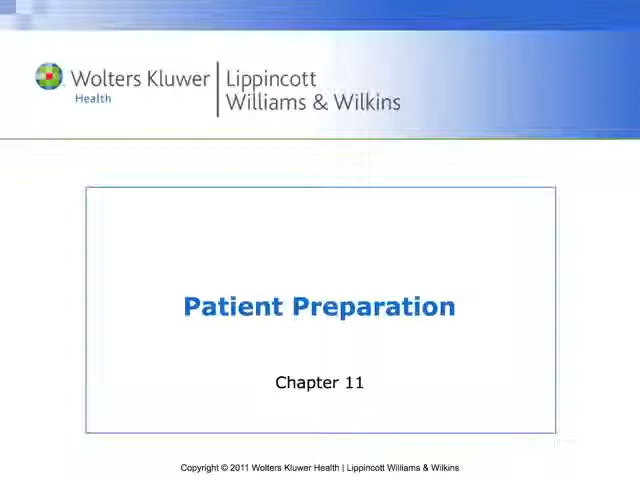 Wolters Kluwer
Health
Lippincott
Williams & Wilkins
Patient Preparation
Chapter 11
Copyright © 2011 Wolters Kluwer Health | Lippincott Williams & Wilkins